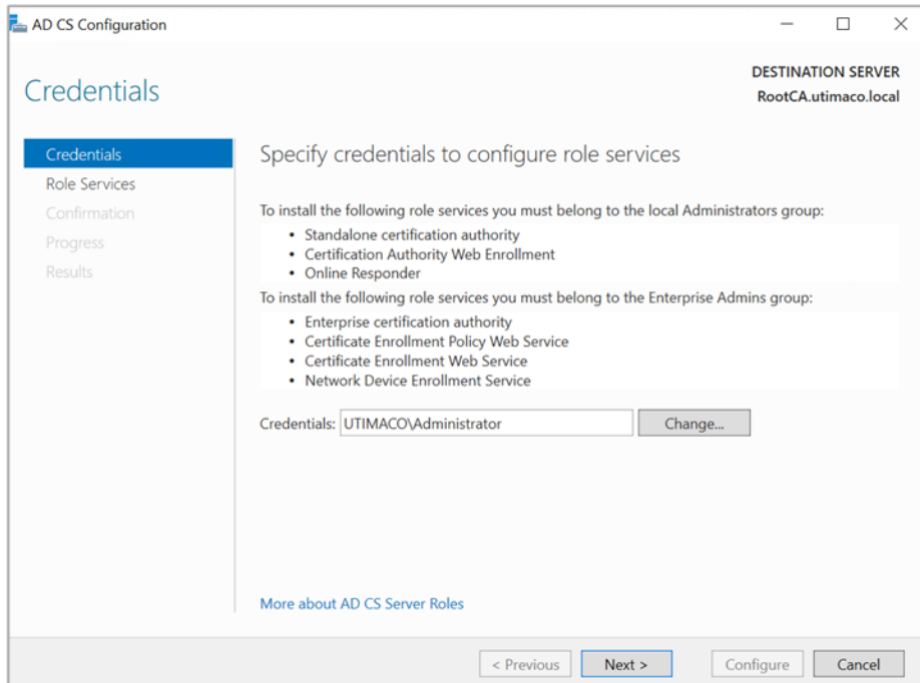 AD CS Configuration
DESTINATION SERVER
RootCA.utimaco.local
Credentials
Credentials
Role Services
Confirmation
Progress
Results
Specify credentials to configure role services
To install the following role services you must belong to the local Administrators group:
• Standalone certification authority
• Certification Authority Web Enrollment
• Online Responder
To install the following role services you must belong to the Enterprise Admins group:
• Enterprise certification authority
• Certificate Enrollment Policy Web Service
• Certificate Enrollment Web Service
• Network Device Enrollment Service
Credentials: UTIMACO\Administrator Change...
More about AD CS Server Roles
< Previous Next > Configure Cancel